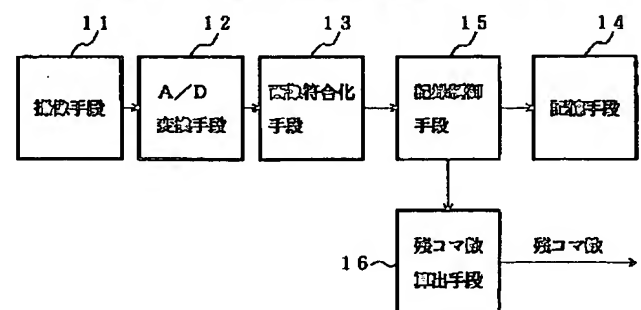 11
12
13
15
14
撮像手段
A／D
変換手段
画像符合化
手段
記録制御
手段
記憶手段
16
残コマ数
算出手段
残コマ数